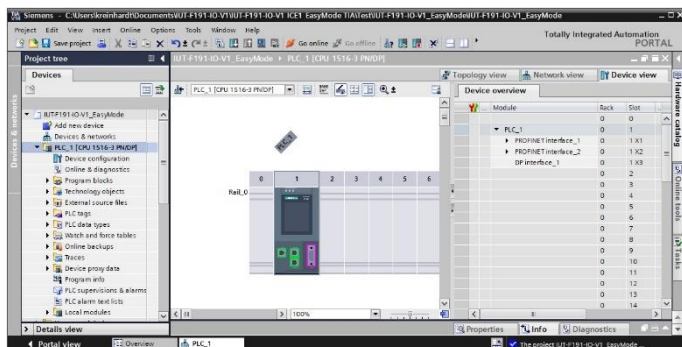 Siemens - C:\Users\kreinhardt\Documents\IUT-F191-IO-V1\IUT-F191-IO-V1 ICE1 EasyMode TIA\Test\IUT-F191-IO-V1_EasyMode\IUT-F191-IO-V1_EasyMode
Project Edit View Insert Online Options Tools Window Help
Totally Integrated Automation
PORTAL
Save project
Go online
Go offline
Project tree
IUT-F191-IO-V1_EasyMode PLC_1 [CPU 1516-3 PN/DP]
Devices
Topology view
Network view
Device view
PLC_1 [CPU 1516-3 PN/DP]
Device overview
Module Rack Slot
IUT-F191-IO-V1_EasyMode
Add new device
Devices & networks
PLC_1 [CPU 1516-3 PN/DP]
Device configuration
Online & diagnostics
Program blocks
Technology objects
External source files
PLC tags
PLC data types
Watch and force tables
Online backups
Traces
Device proxy data
Program info
PLC supervisions & alarms
PLC alarm text lists
Local modules
Details view
PLC_1
0 1 2 3 4 5 6
Rail_0
100%
0 0
PLC_1 0 1
PROFINET interface_1 0 1 X1
PROFINET interface_2 0 1 X2
DP interface_1 0 1 X3
0 2
0 3
0 4
0 5
0 6
0 7
0 8
0 9
0 10
0 11
0 12
0 13
0 14
Devices & networks
Hardware catalog
Online tools
Tasks
Properties
Info
Diagnostics
Portal view
Overview
PLC_1
The project IUT-F191-IO-V1_EasyMode ...